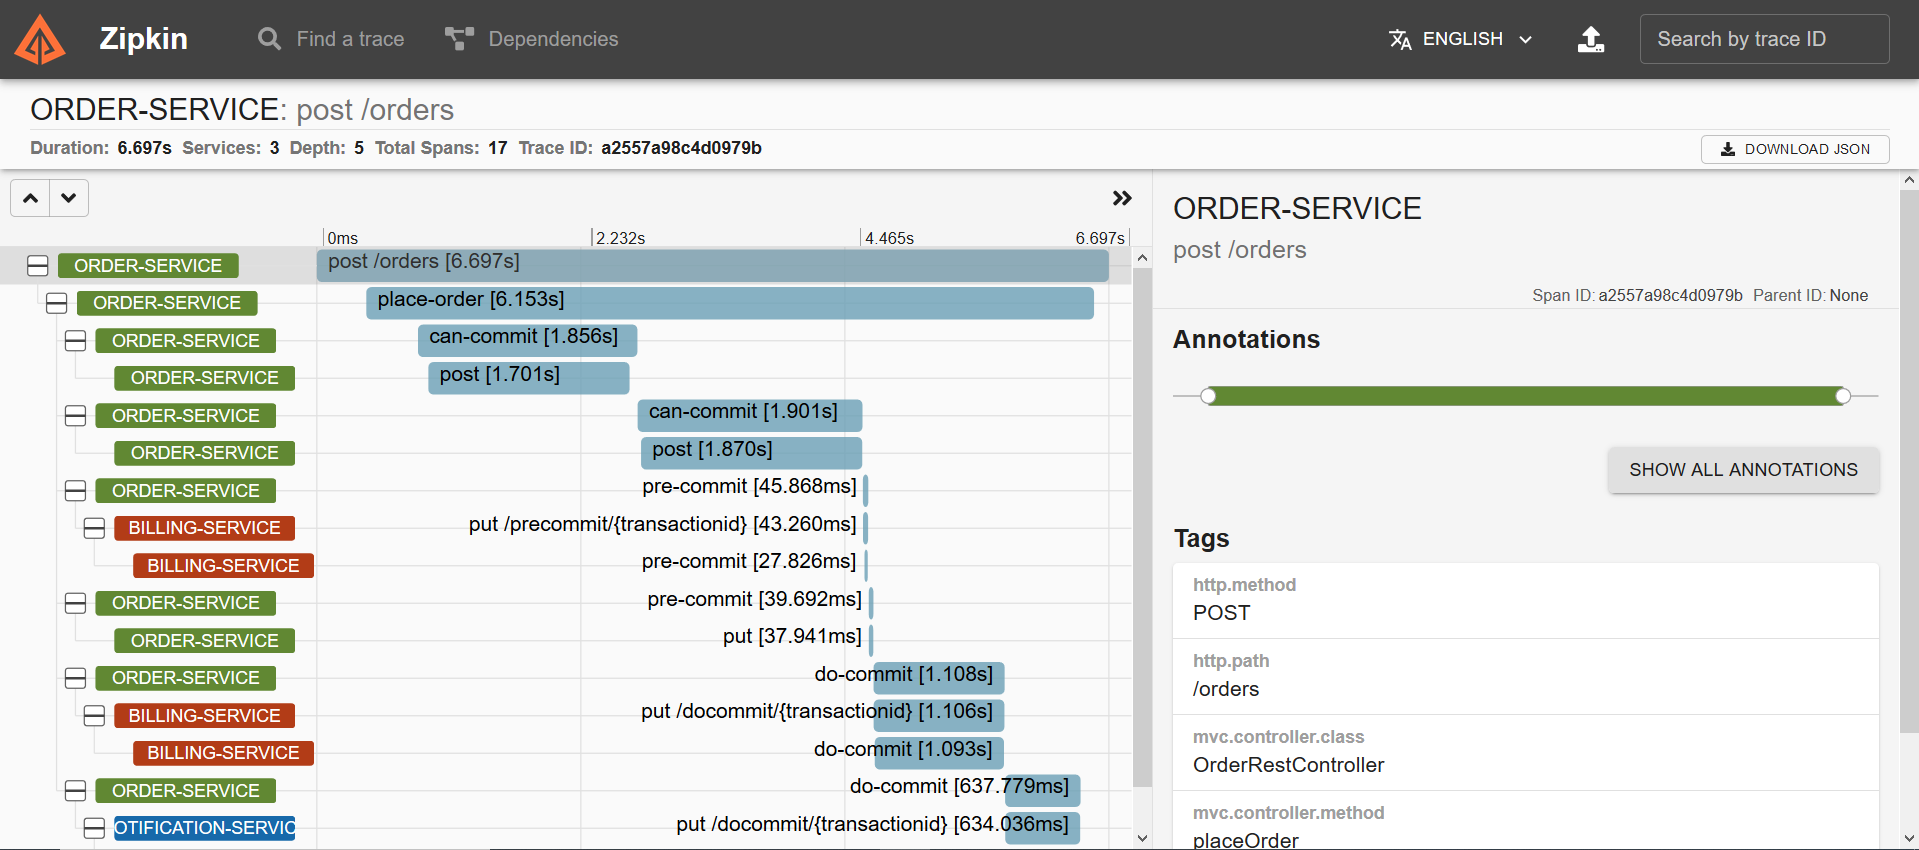 Zipkin
Find a trace
Dependencies
ENGLISH
Search by trace ID
ORDER-SERVICE: post /orders
Duration: 6.697s Services: 3 Depth: 5 Total Spans: 17 Trace ID: a2557a98c4d0979b
DOWNLOAD JSON
0ms 2.232s 4.465s 6.697s
ORDER-SERVICE post /orders [6.697s]
ORDER-SERVICE place-order [6.153s]
ORDER-SERVICE can-commit [1.856s]
ORDER-SERVICE post [1.701s]
ORDER-SERVICE can-commit [1.901s]
ORDER-SERVICE post [1.870s]
ORDER-SERVICE pre-commit [45.868ms]
BILLING-SERVICE put /precommit/{transactionid} [43.260ms]
BILLING-SERVICE pre-commit [27.826ms]
ORDER-SERVICE pre-commit [39.692ms]
ORDER-SERVICE put [37.941ms]
ORDER-SERVICE do-commit [1.108s]
BILLING-SERVICE put /docommit/{transactionid} [1.106s]
BILLING-SERVICE do-commit [1.093s]
ORDER-SERVICE do-commit [637.779ms]
OTIFICATION-SERVIC put /docommit/{transactionid} [634.036ms]
ORDER-SERVICE
post /orders
Span ID: a2557a98c4d0979b Parent ID: None
Annotations
SHOW ALL ANNOTATIONS
Tags
http.method
POST
http.path
/orders
mvc.controller.class
OrderRestController
mvc.controller.method
placeOrder